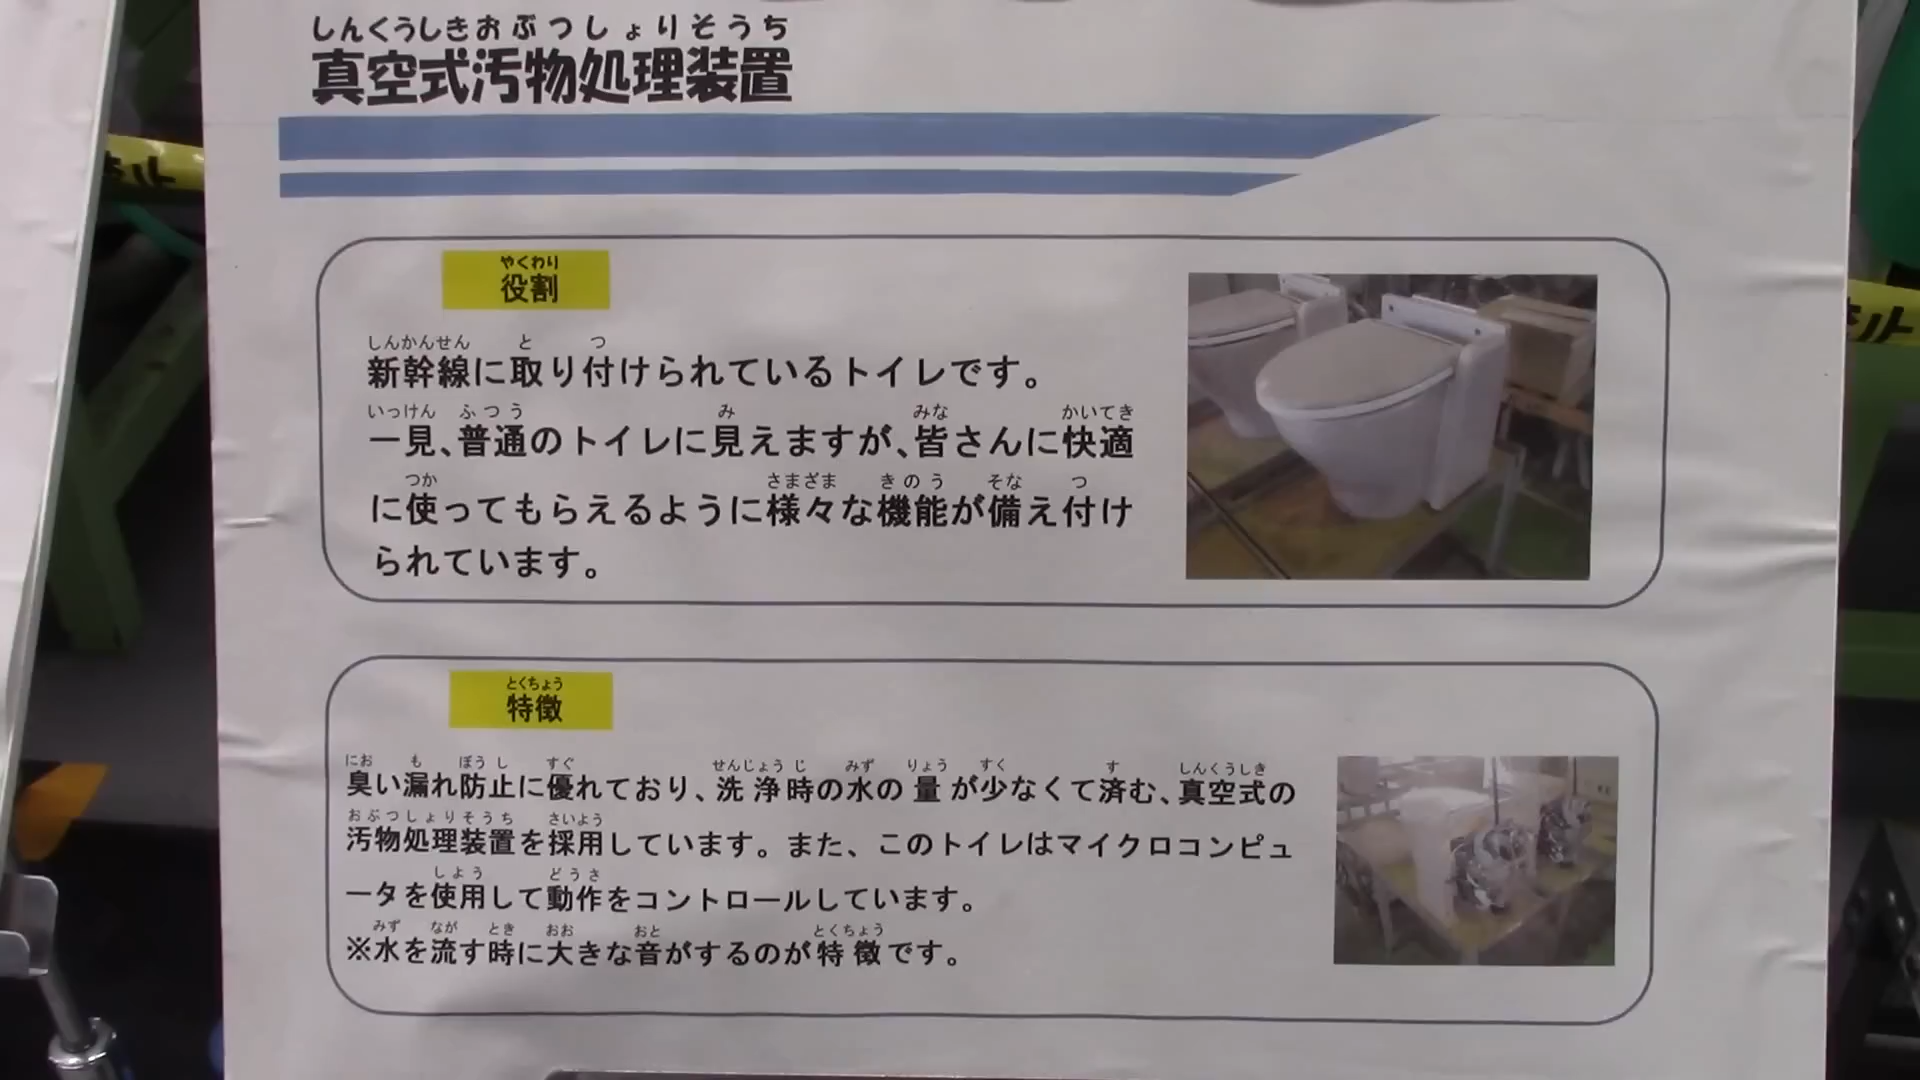 しんくうしきおぶつしょりそうち
真空式汚物処理装置
やくわり
役割
しんかんせん と つ
新幹線に取り付けられているトイレです。
いっけん ふつう み みな かいてき
一見、普通のトイレに見えますが、皆さんに快適
つか さまざま きのう そな つ
に使ってもらえるように様々な機能が備え付け
られています。
とくちょう
特徴
にお も ぼうし すぐ せんじょうじ みず りょう すく す しんくうしき
臭い漏れ防止に優れており、洗浄時の水の量が少なくて済む、真空式の
おぶつしょりそうち さいよう
汚物処理装置を採用しています。また、このトイレはマイクロコンピュ
しよう どうさ
ータを使用して動作をコントロールしています。
みず なが とき おお おと とくちょう
※水を流す時に大きな音がするのが特徴です。
止
止